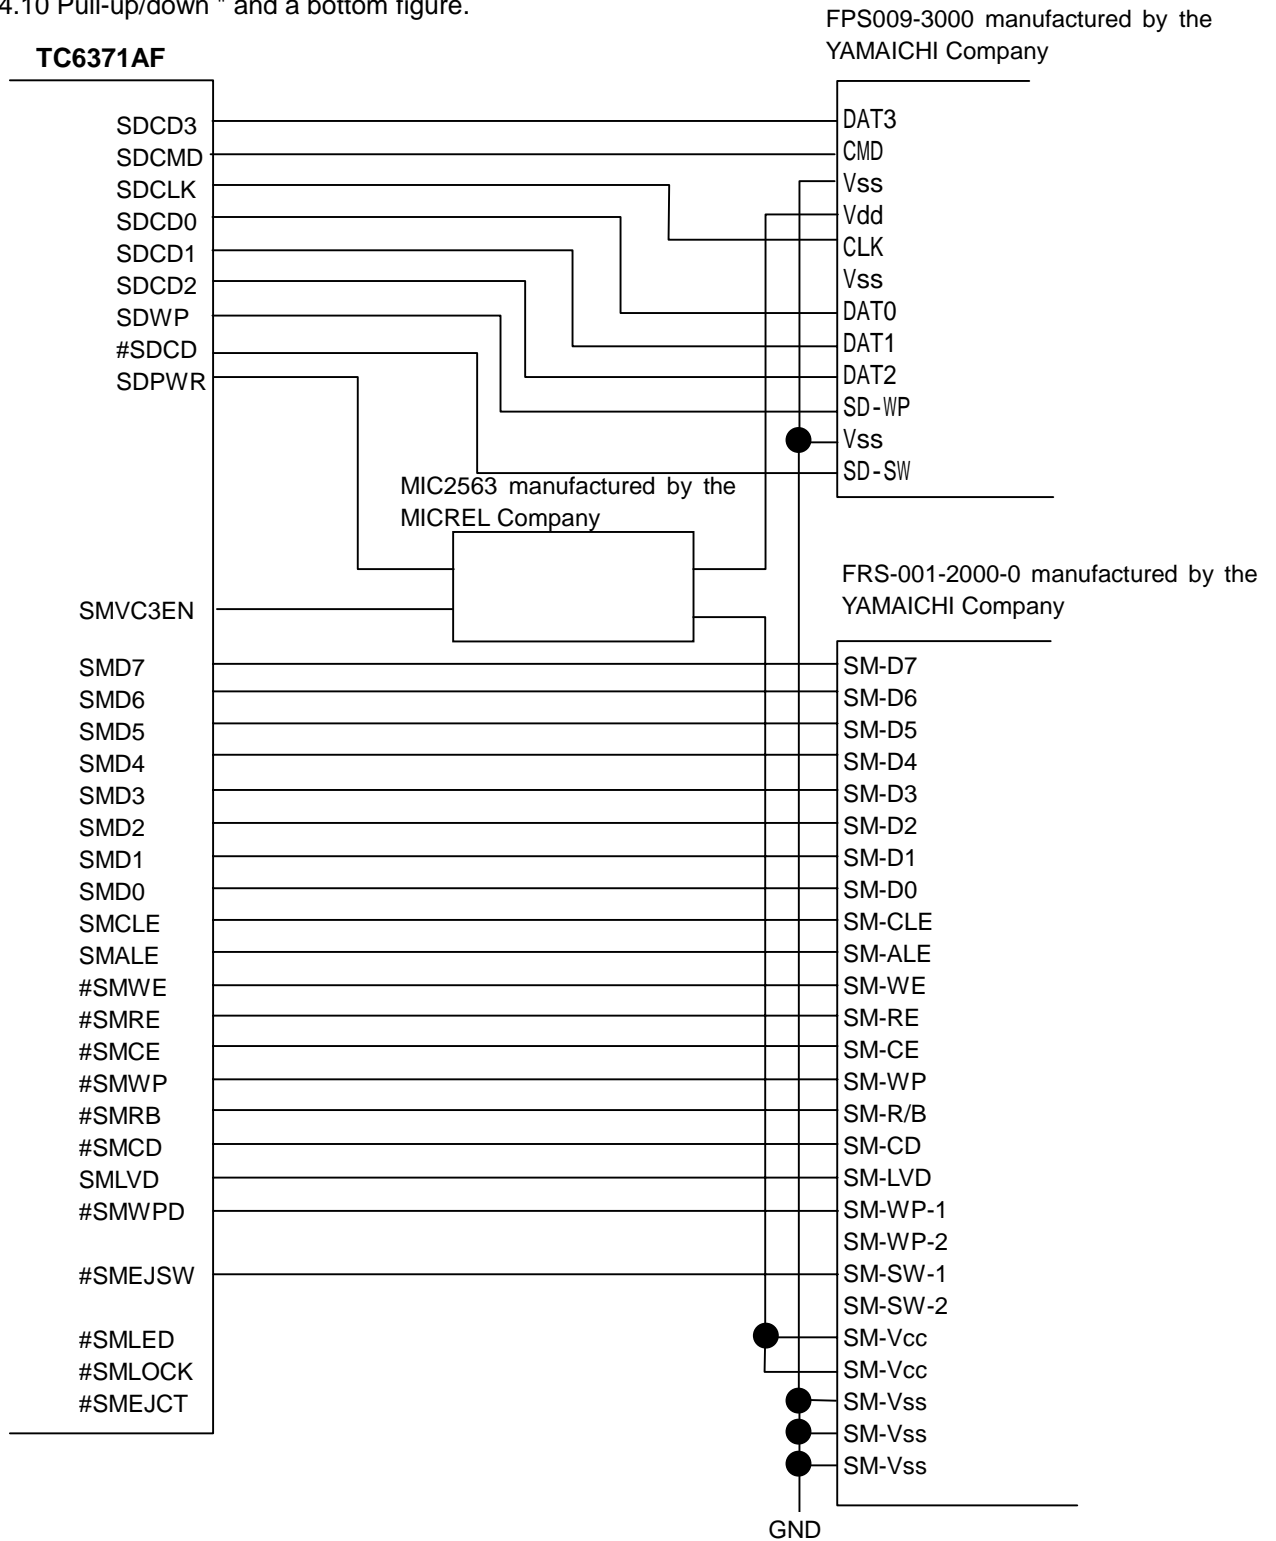 4.10 Pull-up/down " and a bottom figure.
FPS009-3000 manufactured by the
YAMAICHI Company
TC6371AF
SDCD3
SDCMD
SDCLK
SDCD0
SDCD1
SDCD2
SDWP
#SDCD
SDPWR
DAT3
CMD
Vss
Vdd
CLK
Vss
DAT0
DAT1
DAT2
SD-WP
Vss
SD-SW
MIC2563 manufactured by the
MICREL Company
FRS-001-2000-0 manufactured by the
YAMAICHI Company
SMVC3EN
SMD7
SMD6
SMD5
SMD4
SMD3
SMD2
SMD1
SMD0
SMCLE
SMALE
#SMWE
#SMRE
#SMCE
#SMWP
#SMRB
#SMCD
SMLVD
#SMWPD
#SMEJSW
#SMLED
#SMLOCK
#SMEJCT
SM-D7
SM-D6
SM-D5
SM-D4
SM-D3
SM-D2
SM-D1
SM-D0
SM-CLE
SM-ALE
SM-WE
SM-RE
SM-CE
SM-WP
SM-R/B
SM-CD
SM-LVD
SM-WP-1
SM-WP-2
SM-SW-1
SM-SW-2
SM-Vcc
SM-Vcc
SM-Vss
SM-Vss
SM-Vss
GND